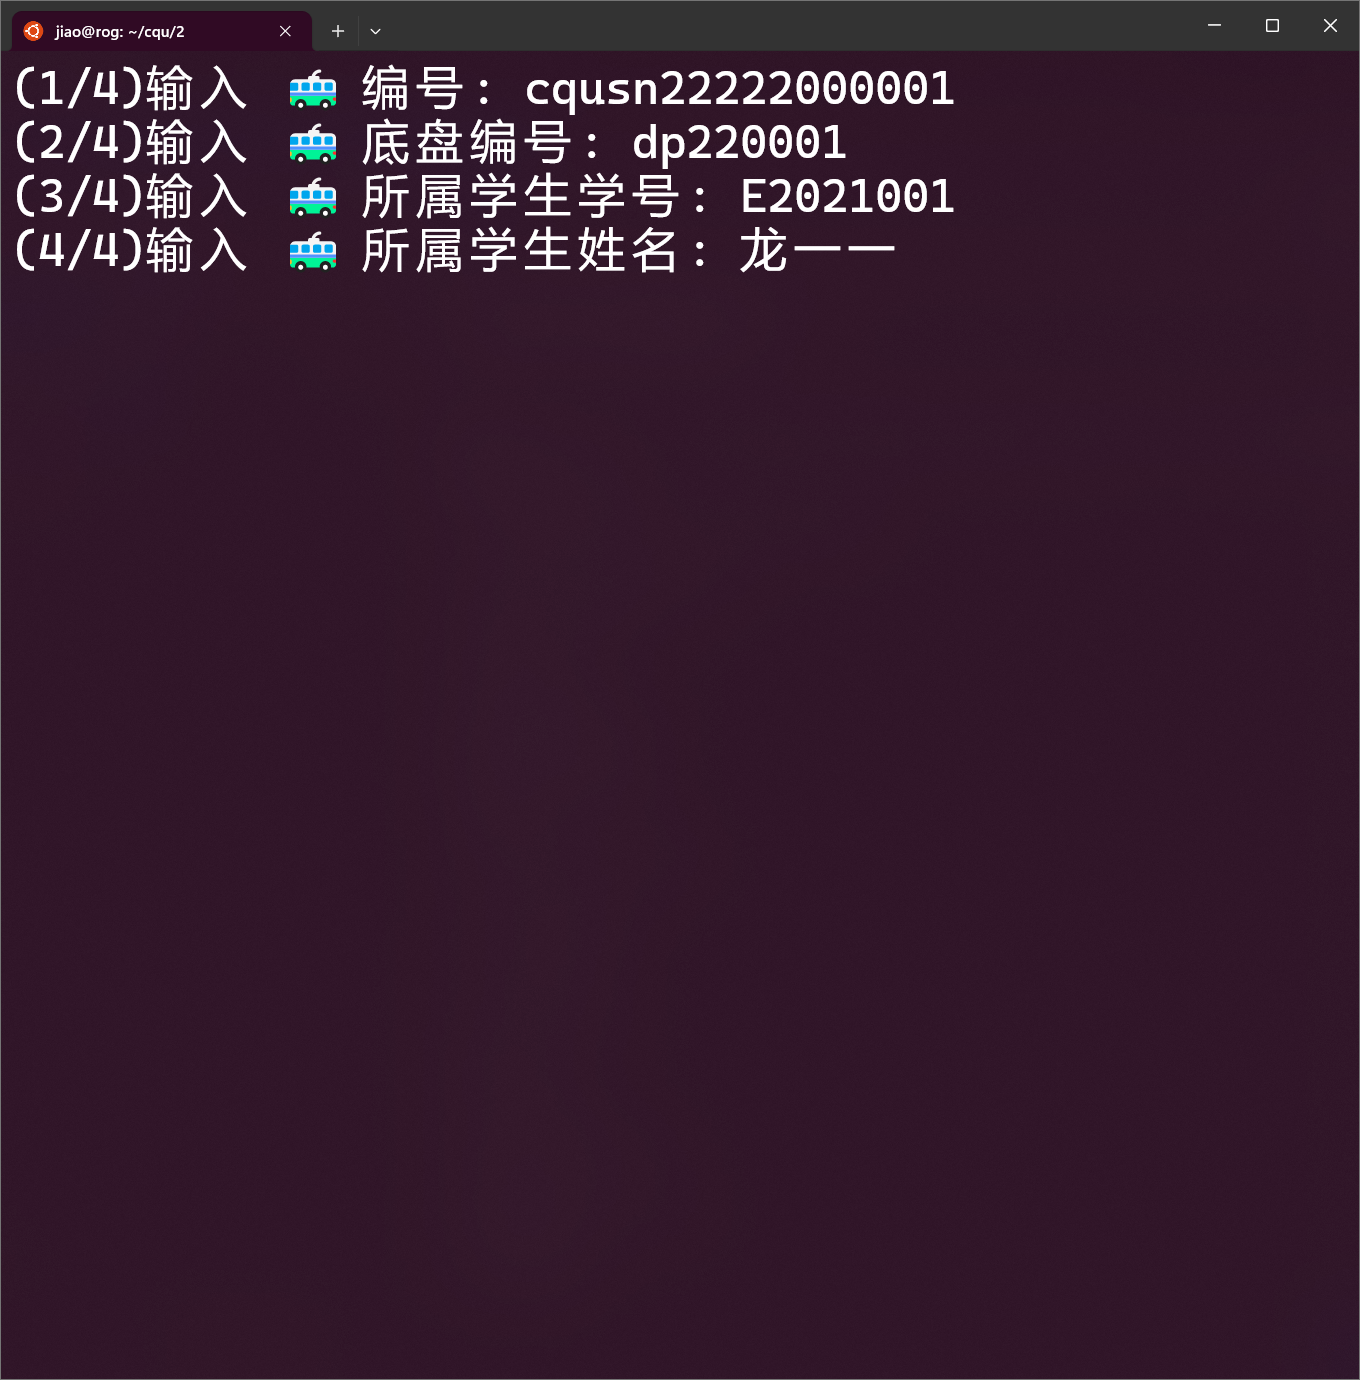 jiao@rog: ~/cqu/2
(1/4)输入 🚎 编号: cqusn22222000001
(2/4)输入 🚎 底盘编号: dp220001
(3/4)输入 🚎 所属学生学号: E2021001
(4/4)输入 🚎 所属学生姓名: 龙一一